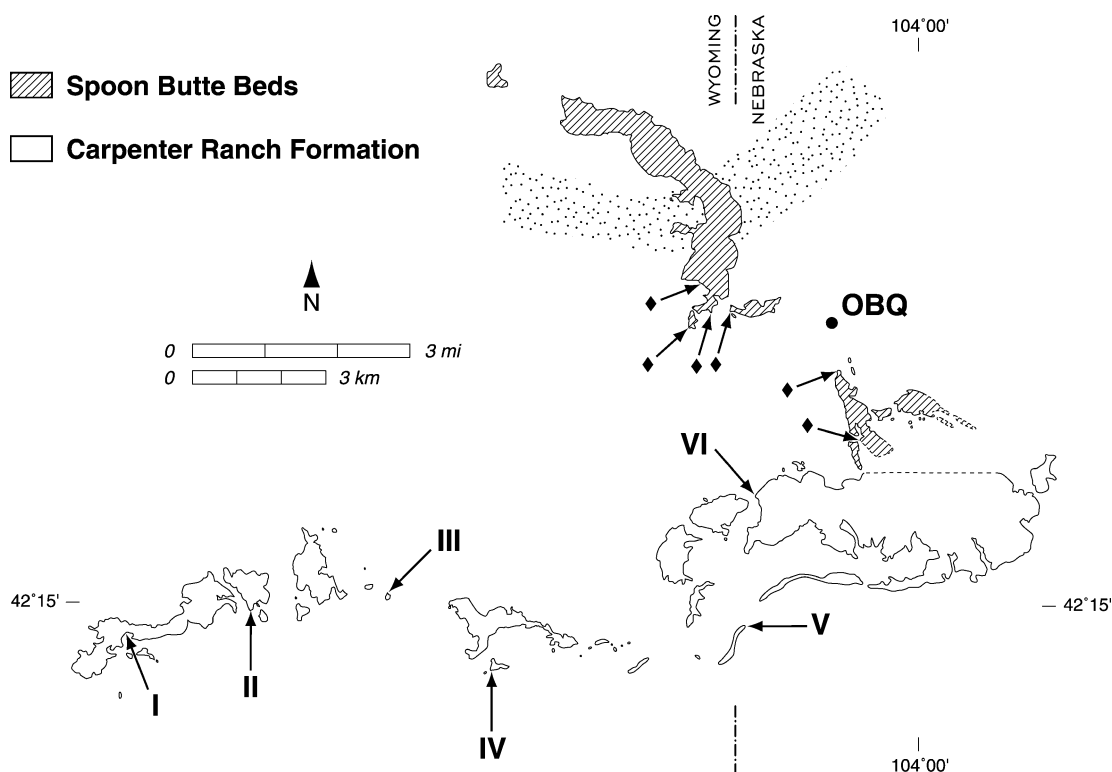 104°00'
WYOMING
NEBRASKA
Spoon Butte Beds
Carpenter Ranch Formation
N
OBQ
0 3 mi
0 3 km
VI
III
42°15'
42°15'
V
I
II
IV
104°00'